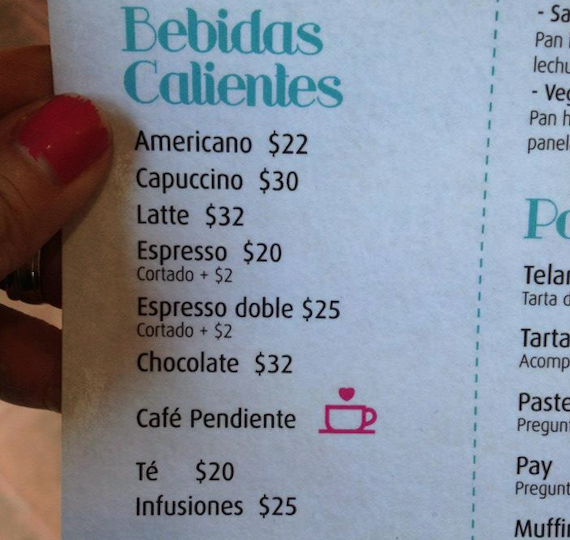 Bebidas
Calientes
Americano $22
Capuccino $30
Latte $32
Espresso $20
Cortado + $2
Espresso doble $25
Cortado + $2
Chocolate $32
Café Pendiente
Té $20
Infusiones $25
- Sa
Pan
lechu
- Veg
Pan h
panel
Po
Telar
Tarta d
Tarta
Acomp
Paste
Pregunt
Pay
Pregunt
Muffin